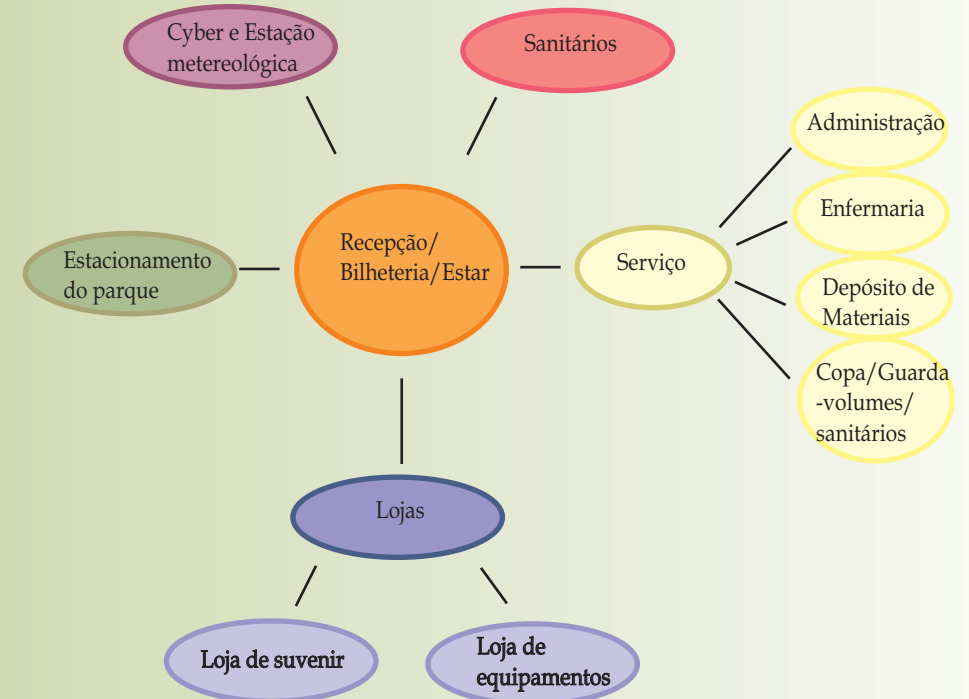 Cyber e Estação
metereológica
Sanitários
Administração
Enfermaria
Recepção/
Bilheteria/Estar
Serviço
Estacionamento
do parque
Depósito de
Materiais
Copa/Guarda
-volumes/
sanitários
Lojas
Loja de suvenir
Loja de
equipamentos